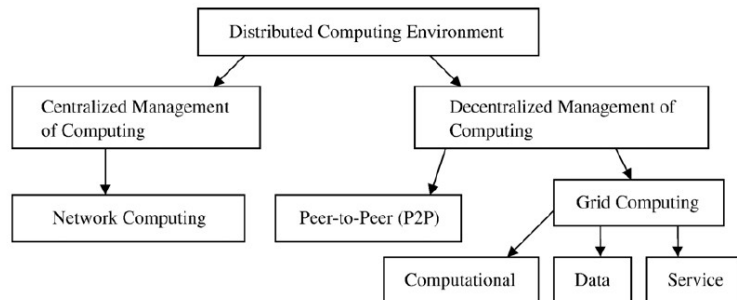 Distributed Computing Environment
Centralized Management
of Computing
Decentralized Management of
Computing
Network Computing
Peer-to-Peer (P2P)
Grid Computing
Computational
Data
Service